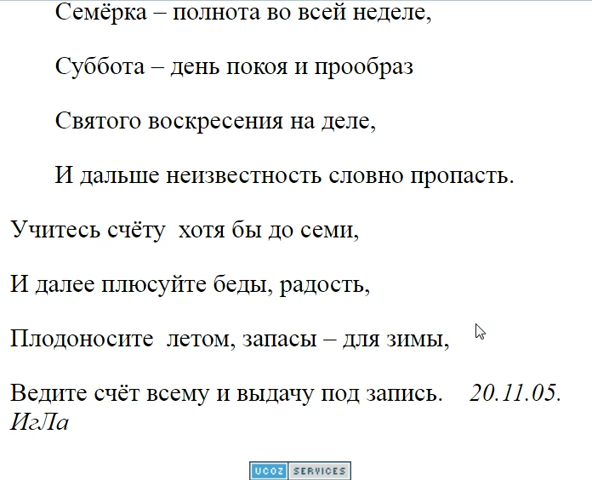 Семёрка – полнота во всей неделе,
Суббота – день покоя и прообраз
Святого воскресения на деле,
И дальше неизвестность словно пропасть.
Учитесь счёту  хотя бы до семи,
И далее плюсуйте беды, радость,
Плодоносите  летом, запасы – для зимы,
Ведите счёт всему и выдачу под запись.    20.11.05.
ИгЛа
UCOZ SERVICES